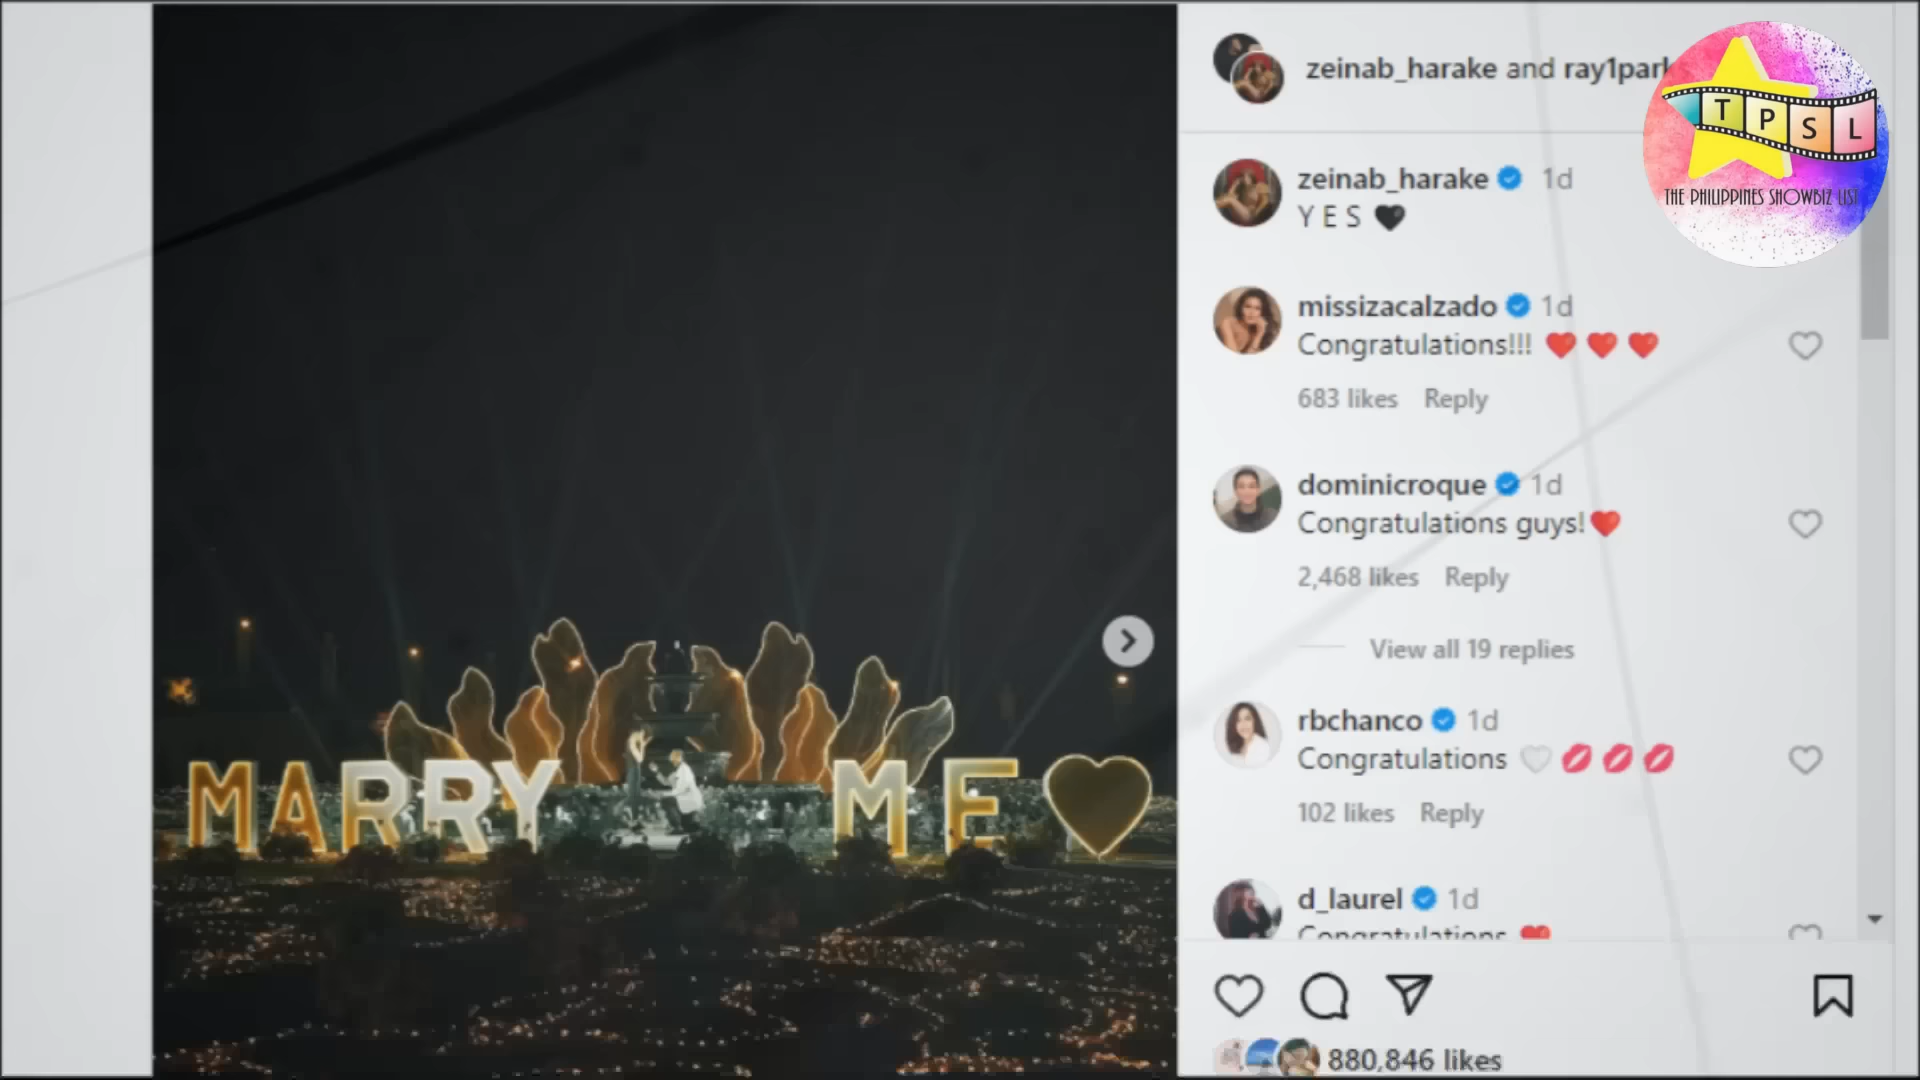 zeinab_harake and ray1park
T P S L
THE PHILIPPINES SHOWBIZ LIST
zeinab_harake 1d
Y E S 🖤
missizacalzado 1d
Congratulations!!! ❤️ ❤️ ❤️
683 likes Reply
dominicroque 1d
Congratulations guys!❤️
2,468 likes Reply
View all 19 replies
rbchanco 1d
Congratulations 🤍 💋 💋 💋
102 likes Reply
d_laurel 1d
Congratulations ❤️
MARRY ME
880,846 likes